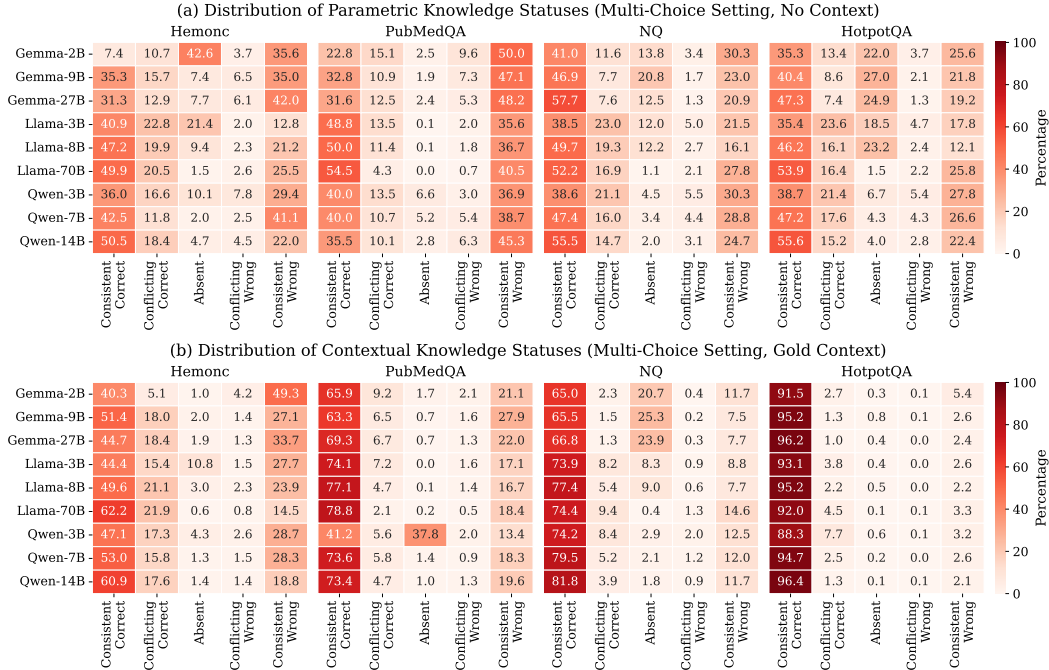 (a) Distribution of Parametric Knowledge Statuses (Multi-Choice Setting, No Context)
Hemonc PubMedQA NQ HotpotQA
Gemma-2B 7.4 10.7 42.6 3.7 35.6 22.8 15.1 2.5 9.6 50.0 41.0 11.6 13.8 3.4 30.3 35.3 13.4 22.0 3.7 25.6
Gemma-9B 35.3 15.7 7.4 6.5 35.0 32.8 10.9 1.9 7.3 47.1 46.9 7.7 20.8 1.7 23.0 40.4 8.6 27.0 2.1 21.8
Gemma-27B 31.3 12.9 7.7 6.1 42.0 31.6 12.5 2.4 5.3 48.2 57.7 7.6 12.5 1.3 20.9 47.3 7.4 24.9 1.3 19.2
Llama-3B 40.9 22.8 21.4 2.0 12.8 48.8 13.5 0.1 2.0 35.6 38.5 23.0 12.0 5.0 21.5 35.4 23.6 18.5 4.7 17.8
Llama-8B 47.2 19.9 9.4 2.3 21.2 50.0 11.4 0.1 1.8 36.7 49.7 19.3 12.2 2.7 16.1 46.2 16.1 23.2 2.4 12.1
Llama-70B 49.9 20.5 1.5 2.6 25.5 54.5 4.3 0.0 0.7 40.5 52.2 16.9 1.1 2.1 27.8 53.9 16.4 1.5 2.2 25.8
Qwen-3B 36.0 16.6 10.1 7.8 29.4 40.0 13.5 6.6 3.0 36.9 38.6 21.1 4.5 5.5 30.3 38.7 21.4 6.7 5.4 27.8
Qwen-7B 42.5 11.8 2.0 2.5 41.1 40.0 10.7 5.2 5.4 38.7 47.4 16.0 3.4 4.4 28.8 47.2 17.6 4.3 4.3 26.6
Qwen-14B 50.5 18.4 4.7 4.5 22.0 35.5 10.1 2.8 6.3 45.3 55.5 14.7 2.0 3.1 24.7 55.6 15.2 4.0 2.8 22.4
Consistent Correct Conflicting Correct Absent Conflicting Wrong Consistent Wrong Consistent Correct Conflicting Correct Absent Conflicting Wrong Consistent Wrong Consistent Correct Conflicting Correct Absent Conflicting Wrong Consistent Wrong Consistent Correct Conflicting Correct Absent Conflicting Wrong Consistent Wrong
100
80
60
40
20
0
Percentage
(b) Distribution of Contextual Knowledge Statuses (Multi-Choice Setting, Gold Context)
Hemonc PubMedQA NQ HotpotQA
Gemma-2B 40.3 5.1 1.0 4.2 49.3 65.9 9.2 1.7 2.1 21.1 65.0 2.3 20.7 0.4 11.7 91.5 2.7 0.3 0.1 5.4
Gemma-9B 51.4 18.0 2.0 1.4 27.1 63.3 6.5 0.7 1.6 27.9 65.5 1.5 25.3 0.2 7.5 95.2 1.3 0.8 0.1 2.6
Gemma-27B 44.7 18.4 1.9 1.3 33.7 69.3 6.7 0.7 1.3 22.0 66.8 1.3 23.9 0.3 7.7 96.2 1.0 0.4 0.0 2.4
Llama-3B 44.4 15.4 10.8 1.5 27.7 74.1 7.2 0.0 1.6 17.1 73.9 8.2 8.3 0.9 8.8 93.1 3.8 0.4 0.0 2.6
Llama-8B 49.6 21.1 3.0 2.3 23.9 77.1 4.7 0.1 1.4 16.7 77.4 5.4 9.0 0.6 7.7 95.2 2.2 0.5 0.0 2.2
Llama-70B 62.2 21.9 0.6 0.8 14.5 78.8 2.1 0.2 0.5 18.4 74.4 9.4 0.4 1.3 14.6 92.0 4.5 0.1 0.1 3.3
Qwen-3B 47.1 17.3 4.3 2.6 28.7 41.2 5.6 37.8 2.0 13.4 74.2 8.4 2.9 2.0 12.5 88.3 7.7 0.6 0.1 3.2
Qwen-7B 53.0 15.8 1.3 1.5 28.3 73.6 5.8 1.4 0.9 18.3 79.5 5.2 2.1 1.2 12.0 94.7 2.5 0.2 0.0 2.6
Qwen-14B 60.9 17.6 1.4 1.4 18.8 73.4 4.7 1.0 1.3 19.6 81.8 3.9 1.8 0.9 11.7 96.4 1.3 0.1 0.1 2.1
Consistent Correct Conflicting Correct Absent Conflicting Wrong Consistent Wrong Consistent Correct Conflicting Correct Absent Conflicting Wrong Consistent Wrong Consistent Correct Conflicting Correct Absent Conflicting Wrong Consistent Wrong Consistent Correct Conflicting Correct Absent Conflicting Wrong Consistent Wrong
100
80
60
40
20
0
Percentage